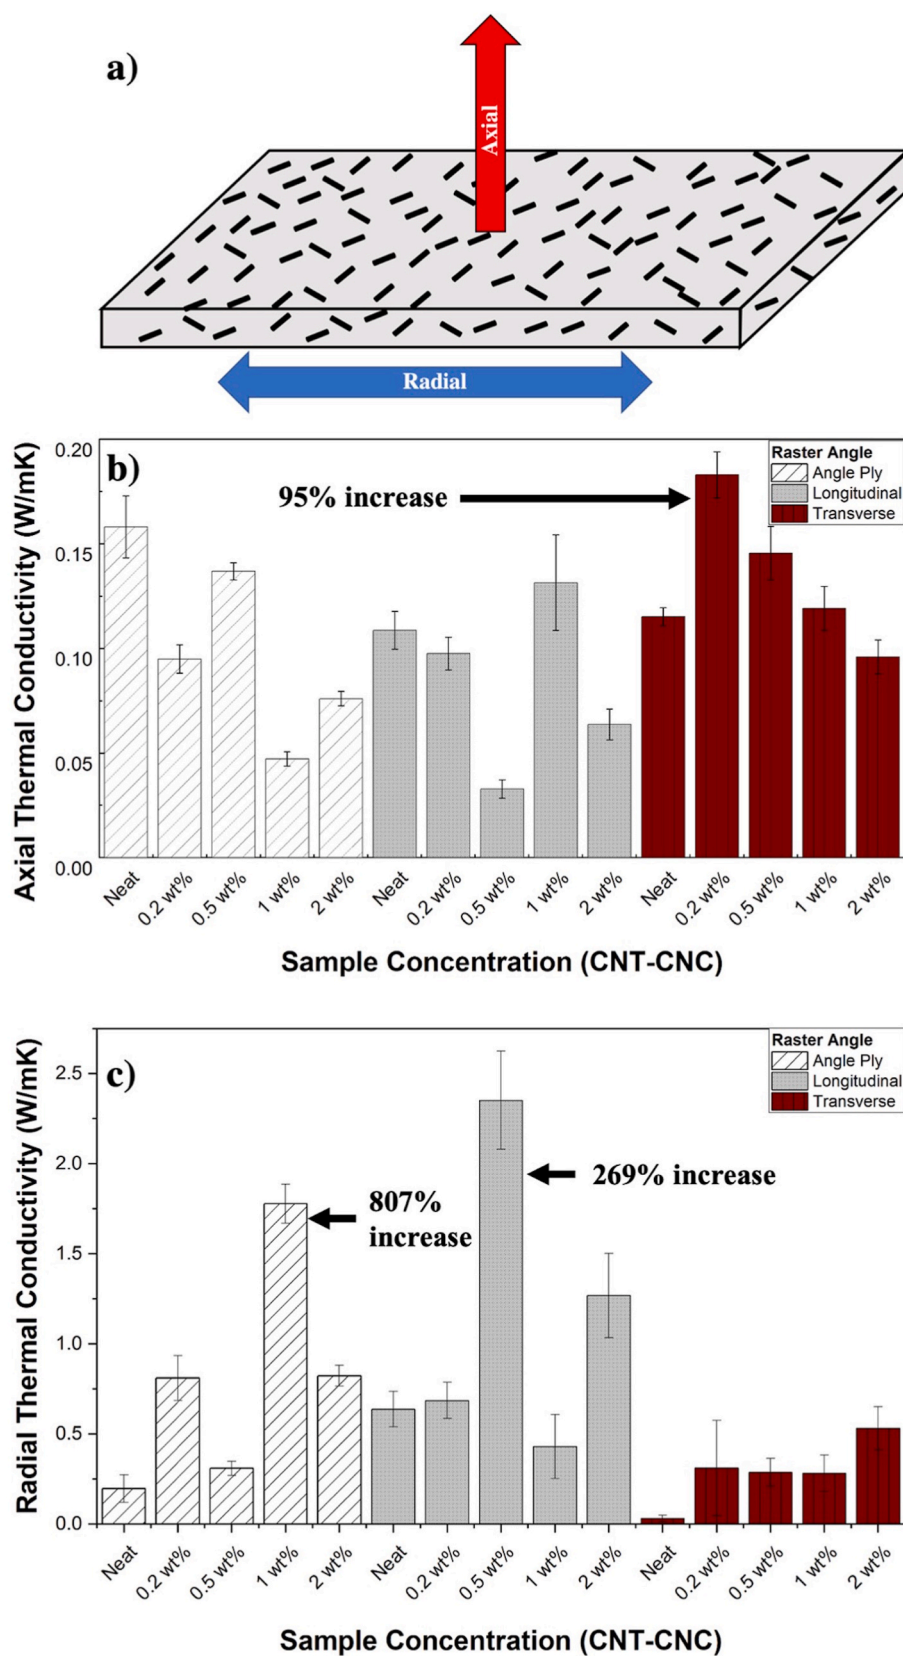 a)
Axial
Radial
b)
Axial Thermal Conductivity (W/mK)
0.20
0.15
0.10
0.05
0.00
95% increase
Raster Angle
Angle Ply
Longitudinal
Transverse
Neat
0.2 wt%
0.5 wt%
1 wt%
2 wt%
Neat
0.2 wt%
0.5 wt%
1 wt%
2 wt%
Neat
0.2 wt%
0.5 wt%
1 wt%
2 wt%
Sample Concentration (CNT-CNC)
c)
Radial Thermal Conductivity (W/mK)
2.5
2.0
1.5
1.0
0.5
0.0
Raster Angle
Angle Ply
Longitudinal
Transverse
807%
increase
269% increase
Neat
0.2 wt%
0.5 wt%
1 wt%
2 wt%
Neat
0.2 wt%
0.5 wt%
1 wt%
2 wt%
Neat
0.2 wt%
0.5 wt%
1 wt%
2 wt%
Sample Concentration (CNT-CNC)